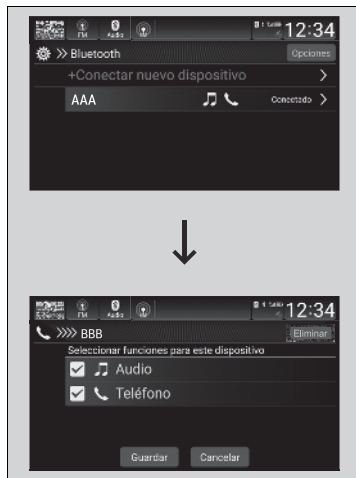 FM
Audio
12:34
Bluetooth
Opciones
+Conectar nuevo dispositivo
AAA
Conectado
FM
Audio
12:34
BBB
Eliminar
Seleccionar funciones para este dispositivo
Audio
Teléfono
Guardar
Cancelar